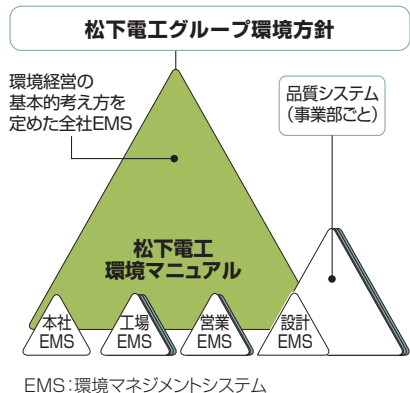 松下電工グループ環境方針
環境経営の
基本的考え方を
定めた全社EMS
品質システム
（事業部ごと）
松下電工
環境マニュアル
本社
EMS
工場
EMS
営業
EMS
設計
EMS
EMS：環境マネジメントシステム